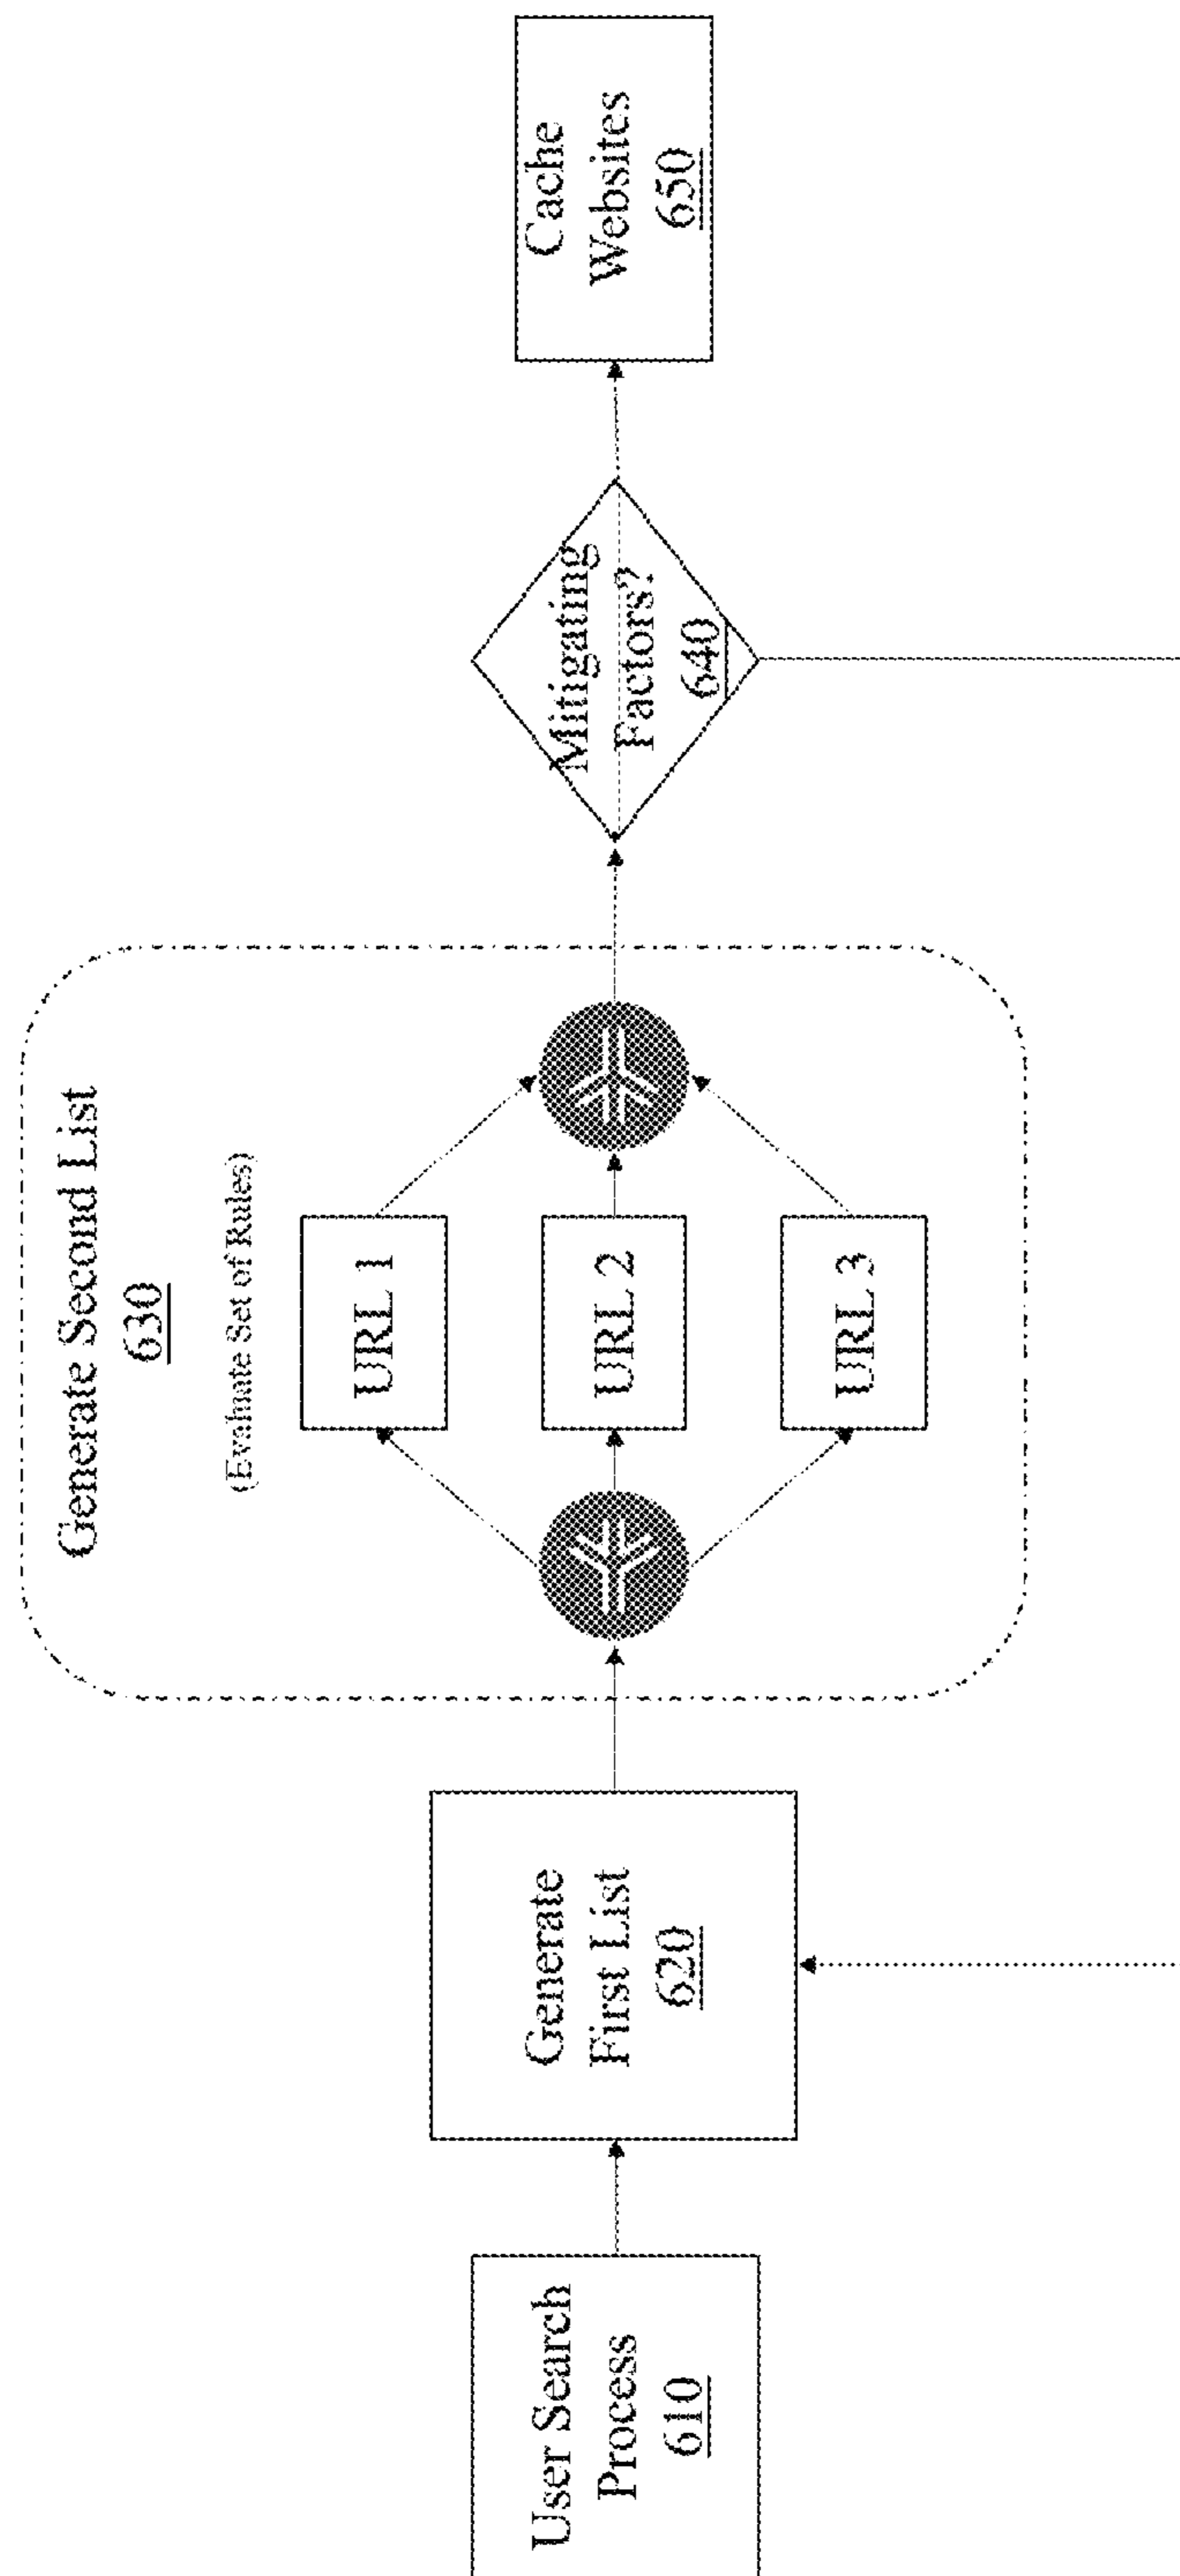 User Search
Process
610
Generate
First List
620
Generate Second List
630
(Evaluate Set of Rules)
URL 1
URL 2
URL 3
Mitigating
Factors?
640
Cache
Websites
650